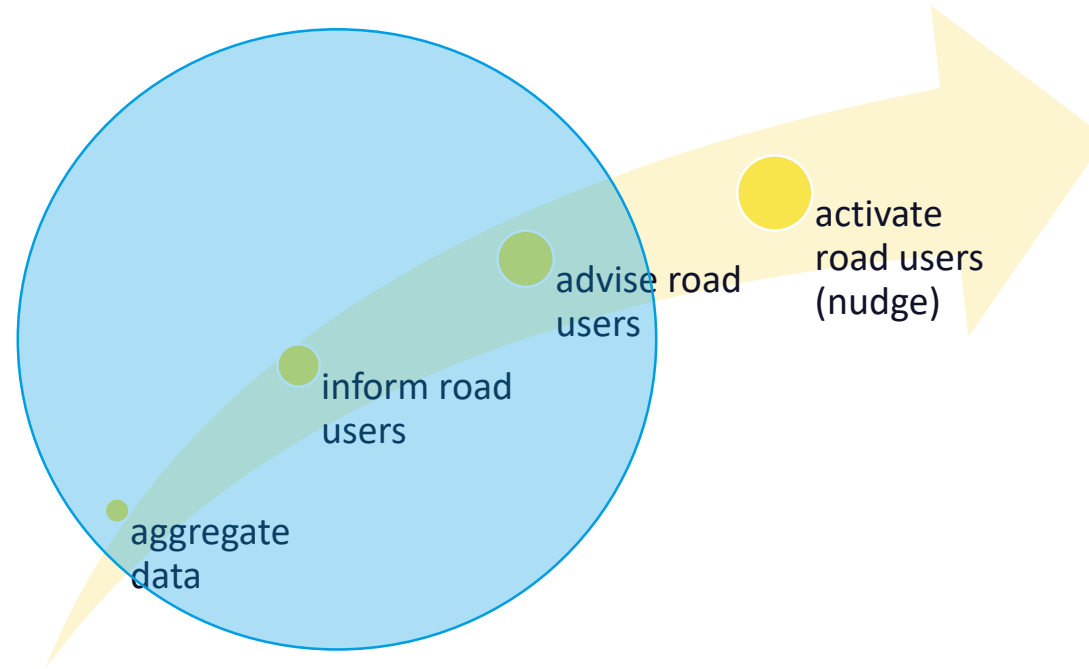 activate
road users
(nudge)
advise road
users
inform road
users
aggregate
data